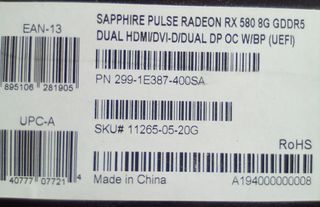 EAN-13
SAPPHIRE PULSE RADEON RX 580 8G GDDR5
DUAL HDMI/DVI-D/DUAL DP OC W/BP (UEFI)
895106 281905
PN 299-1E387-400SA
UPC-A
SKU# 11265-05-20G
RoHS
40777 07721 4
Made in China
A194000000008